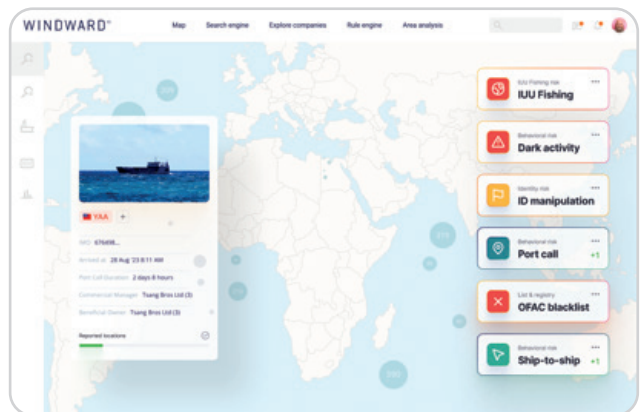 WINDWARD
Map Search engine Explore companies Rule engine Area analysis
YAA +
676498...
Arrived at 28 Aug '23 8:11 AM
Port Call Duration 2 days 8 hours
Commercial Manager Tsang Bros Ltd (3)
Beneficial Owner Tsang Bros Ltd (3)
Reported locations
IUU Fishing risk
IUU Fishing
Behavioral risk
Dark activity
Identity risk
ID manipulation
Behavioral risk
Port call +1
List & registry
OFAC blacklist
Behavioral risk
Ship-to-ship +1